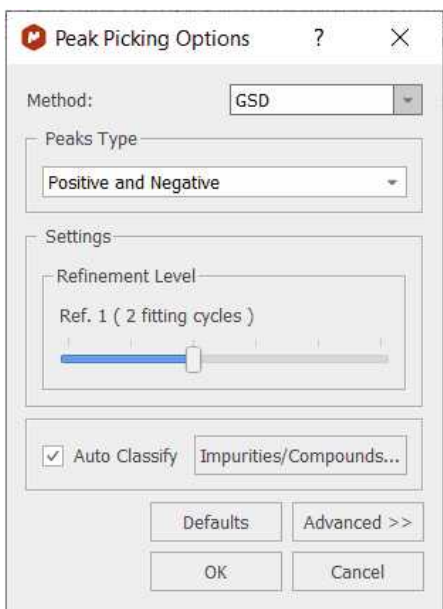 Peak Picking Options ? X
Method: GSD
Peaks Type
Positive and Negative
Settings
Refinement Level
Ref. 1 ( 2 fitting cycles )
Auto Classify Impurities/Compounds...
Defaults Advanced >>
OK Cancel